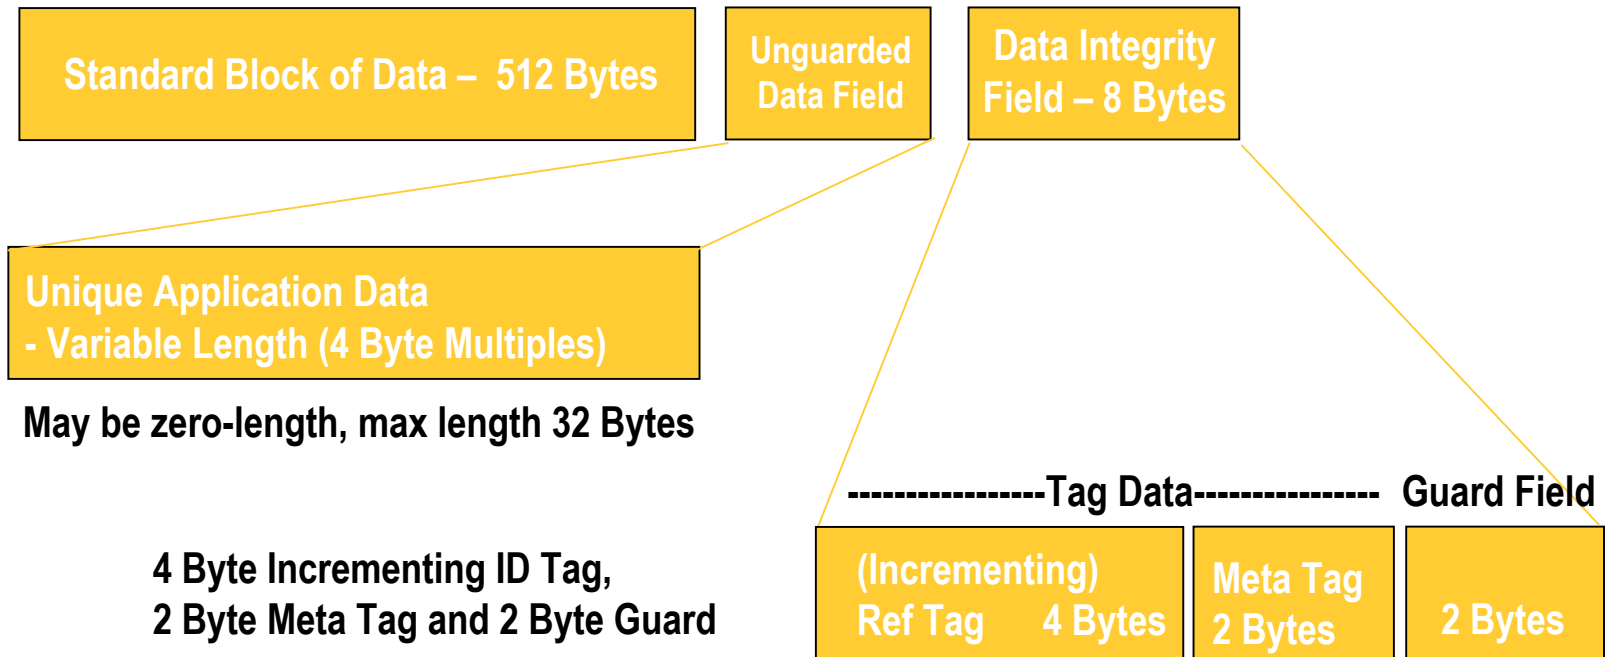 Standard Block of Data – 512 Bytes
Unguarded
Data Field
Data Integrity
Field – 8 Bytes
Unique Application Data
- Variable Length (4 Byte Multiples)
May be zero-length, max length 32 Bytes
-----------------Tag Data---------------- Guard Field
4 Byte Incrementing ID Tag,
2 Byte Meta Tag and 2 Byte Guard
(Incrementing)
Ref Tag 4 Bytes
Meta Tag
2 Bytes
2 Bytes